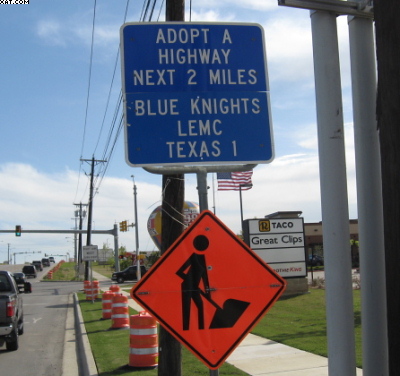 ADOPT A
HIGHWAY
NEXT 2 MILES
BLUE KNIGHTS
LEMC
TEXAS 1
TACO
Great Clips